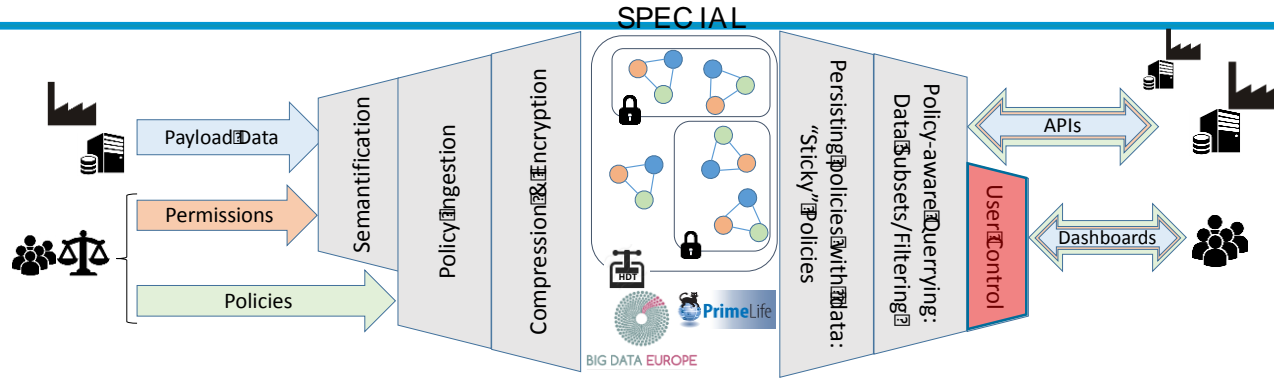 SPECIAL
Payload Data
Permissions
Policies
Semantification
Policy Ingestion
Compression & Encryption
HDT
BIG DATA EUROPE
PrimeLife
Persisting policies with data:
“Sticky” Policies
Policy-aware Querrying:
Data Subsets/Filtering
User Control
APIs
Dashboards